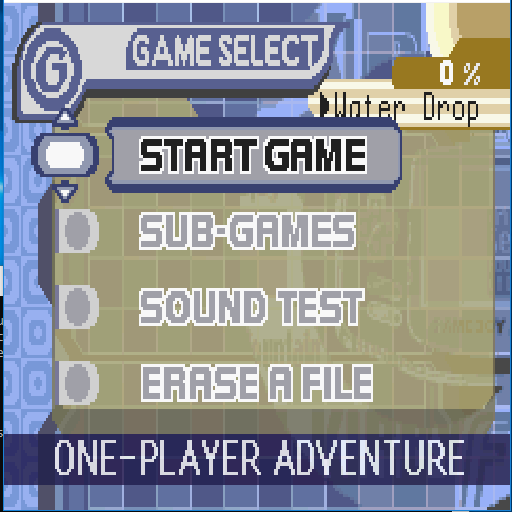 GAME SELECT
0 %
Water Drop
START GAME
SUB-GAMES
SOUND TEST
ERASE A FILE
ONE-PLAYER ADVENTURE